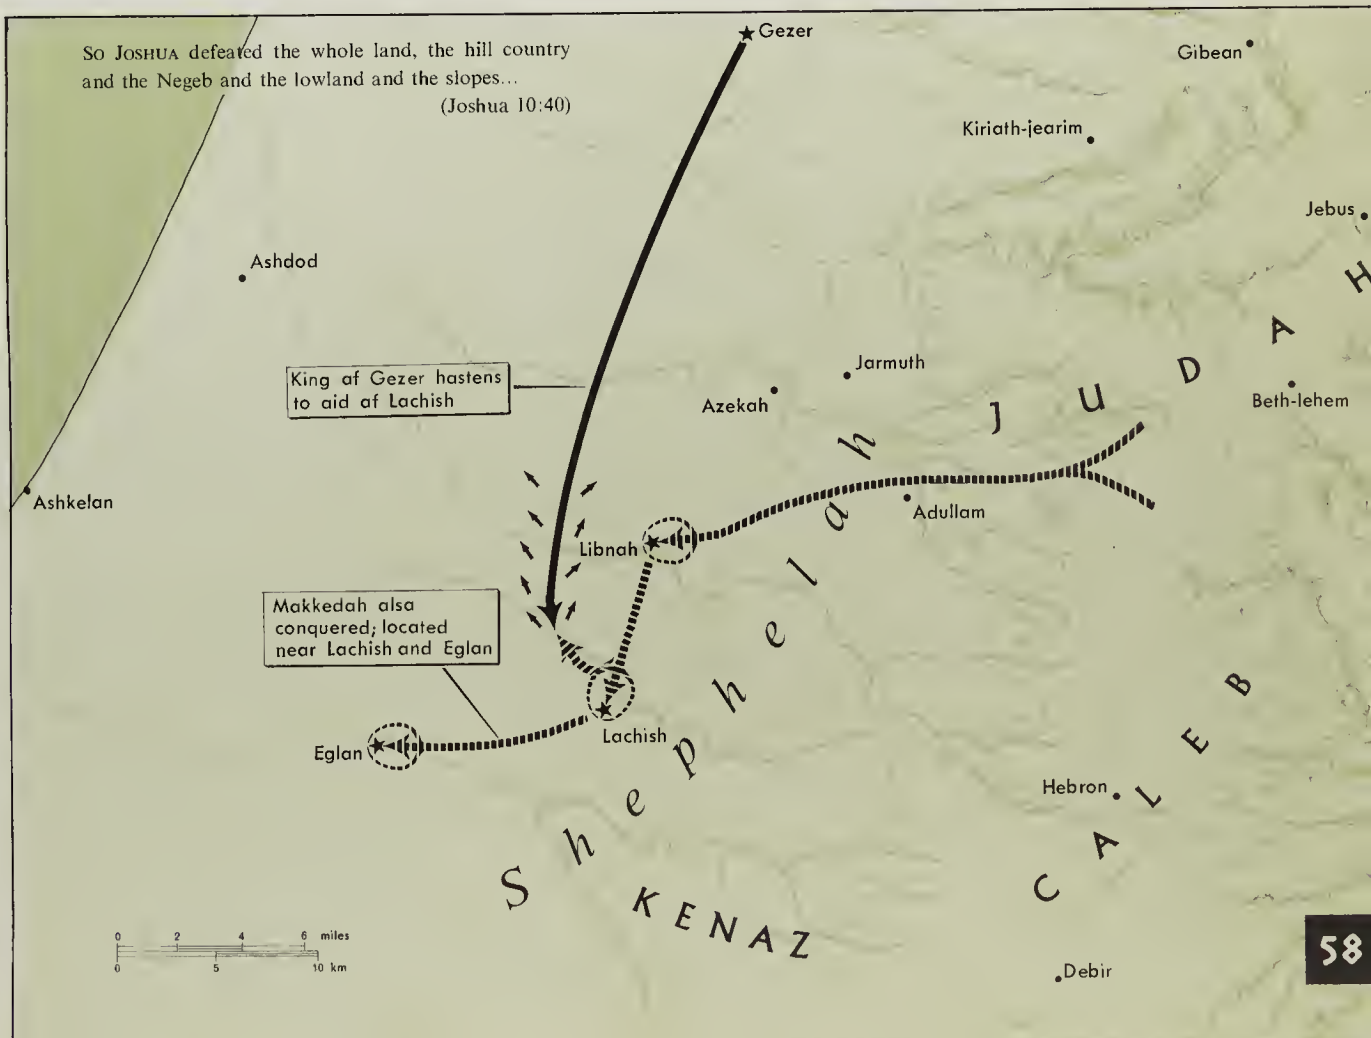 So Joshua defeated the whole land, the hill country
and the Negeb and the lowland and the slopes...
(Joshua 10:40)
Gezer
Gibean
Kiriath-jearim
Jebus
Ashdod
King af Gezer hastens
to aid af Lachish
Jarmuth
Azekah
Beth-lehem
JUDAH
Ashkelan
Adullam
Libnah
Makkedah alsa
conquered; located
near Lachish and Eglan
Lachish
Eglan
Shephelah
Hebron
CALEB
KENAZ
0 2 4 6 miles
0 5 10 km
Debir
58